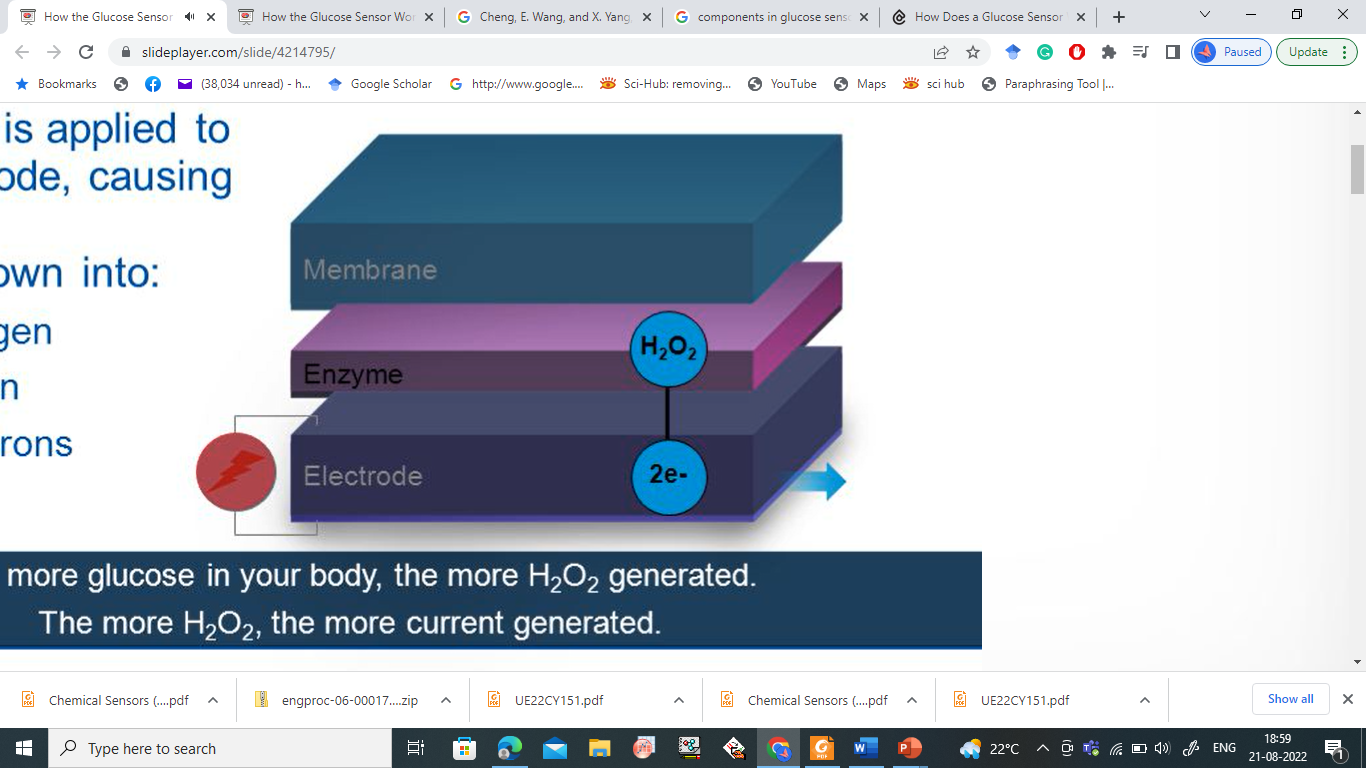 How the Glucose Sensor
How the Glucose Sensor Wor
Cheng, E. Wang, and X. Yang,
components in glucose sens
How Does a Glucose Sensor
slideplayer.com/slide/4214795/
Paused
Update
Bookmarks
(38,034 unread) - h...
Google Scholar
http://www.google....
Sci-Hub: removing...
YouTube
Maps
sci hub
Paraphrasing Tool |...
is applied to
ode, causing
own into:
gen
n
rons
Membrane
Enzyme
H₂O₂
Electrode
2e-
more glucose in your body, the more H₂O₂ generated.
The more H₂O₂, the more current generated.
Chemical Sensors (....pdf
engproc-06-00017....zip
UE22CY151.pdf
Chemical Sensors (....pdf
UE22CY151.pdf
Show all
Type here to search
22°C
ENG
18:59
21-08-2022
1